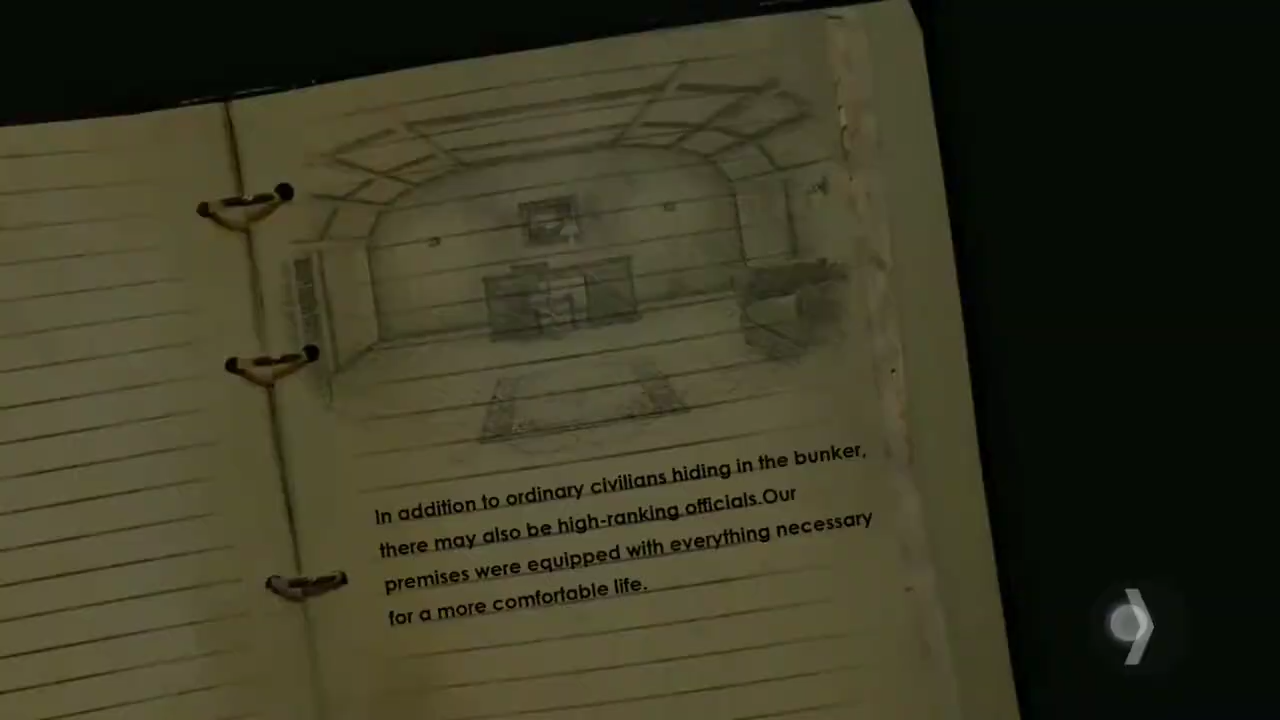 In addition to ordinary civilians hiding in the bunker,
there may also be high-ranking officials.Our
premises were equipped with everything necessary
for a more comfortable life.